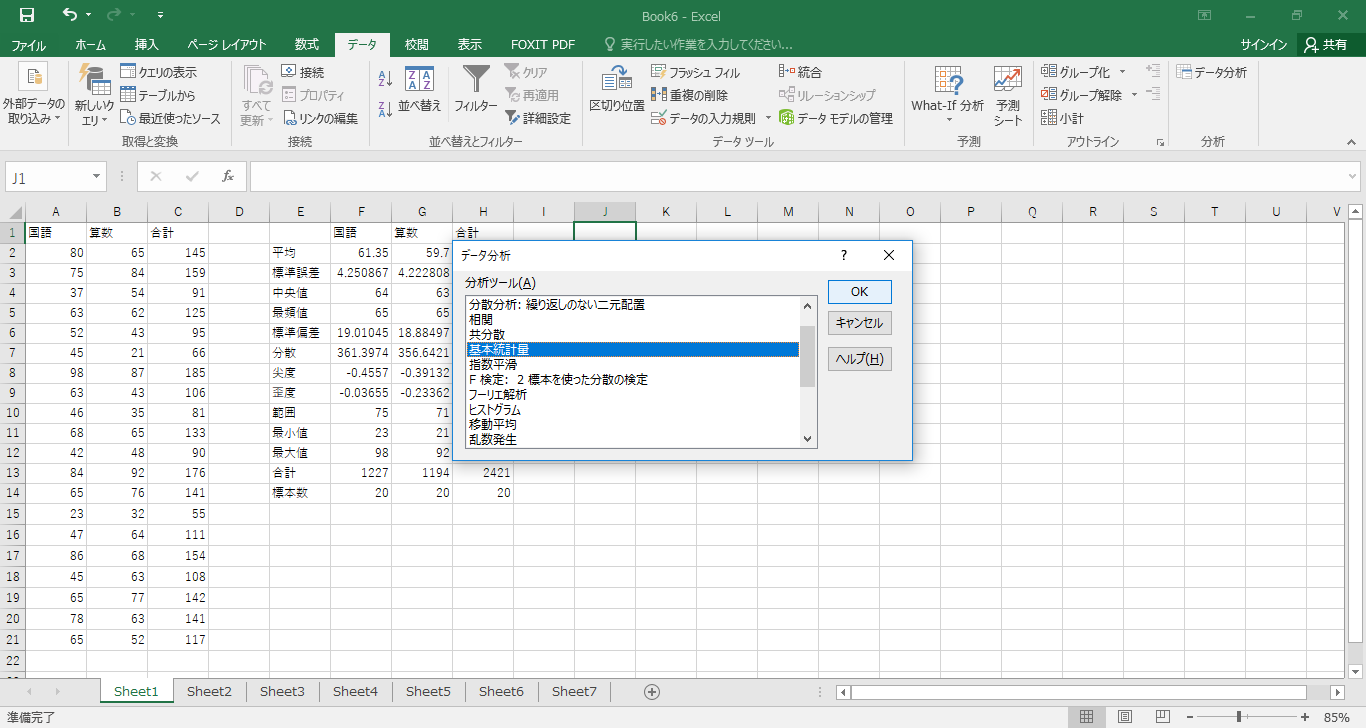 Book6 - Excel
ファイル ホーム 挿入 ページ レイアウト 数式 データ 校閲 表示 FOXIT PDF 実行したい作業を入力してください... サインイン 共有
外部データの
取り込み
新しいクエリ
クエリの表示
テーブルから
最近使ったソース
取得と変換
すべて
更新
接続
プロパティ
リンクの編集
接続
並べ替え
フィルター
クリア
再適用
詳細設定
並べ替えとフィルター
区切り位置
フラッシュ フィル
重複の削除
データの入力規則
統合
リレーションシップ
データ モデルの管理
データ ツール
What-If 分析
予測
シート
予測
グループ化
グループ解除
小計
アウトライン
データ分析
分析
J1 fx
A B C D E F G H I J K L M N O P Q R S T U V
1 国語 算数 合計 国語 算数 合計
2 80 65 145 平均 61.35 59.7
3 75 84 159 標準誤差 4.250867 4.222808
4 37 54 91 中央値 64 63
5 63 62 125 最頻値 65 65
6 52 43 95 標準偏差 19.01045 18.88497
7 45 21 66 分散 361.3974 356.6421
8 98 87 185 尖度 -0.4557 -0.39132
9 63 43 106 歪度 -0.03655 -0.23362
10 46 35 81 範囲 75 71
11 68 65 133 最小値 23 21
12 42 48 90 最大値 98 92
13 84 92 176 合計 1227 1194 2421
14 65 76 141 標本数 20 20 20
15 23 32 55
16 47 64 111
17 86 68 154
18 45 63 108
19 65 77 142
20 78 63 141
21 65 52 117
22
データ分析 ?
分析ツール(A)
分散分析: 繰り返しのない二元配置
相関
共分散
基本統計量
指数平滑
F 検定: 2 標本を使った分散の検定
フーリエ解析
ヒストグラム
移動平均
乱数発生
OK
キャンセル
ヘルプ(H)
Sheet1 Sheet2 Sheet3 Sheet4 Sheet5 Sheet6 Sheet7
準備完了 85%